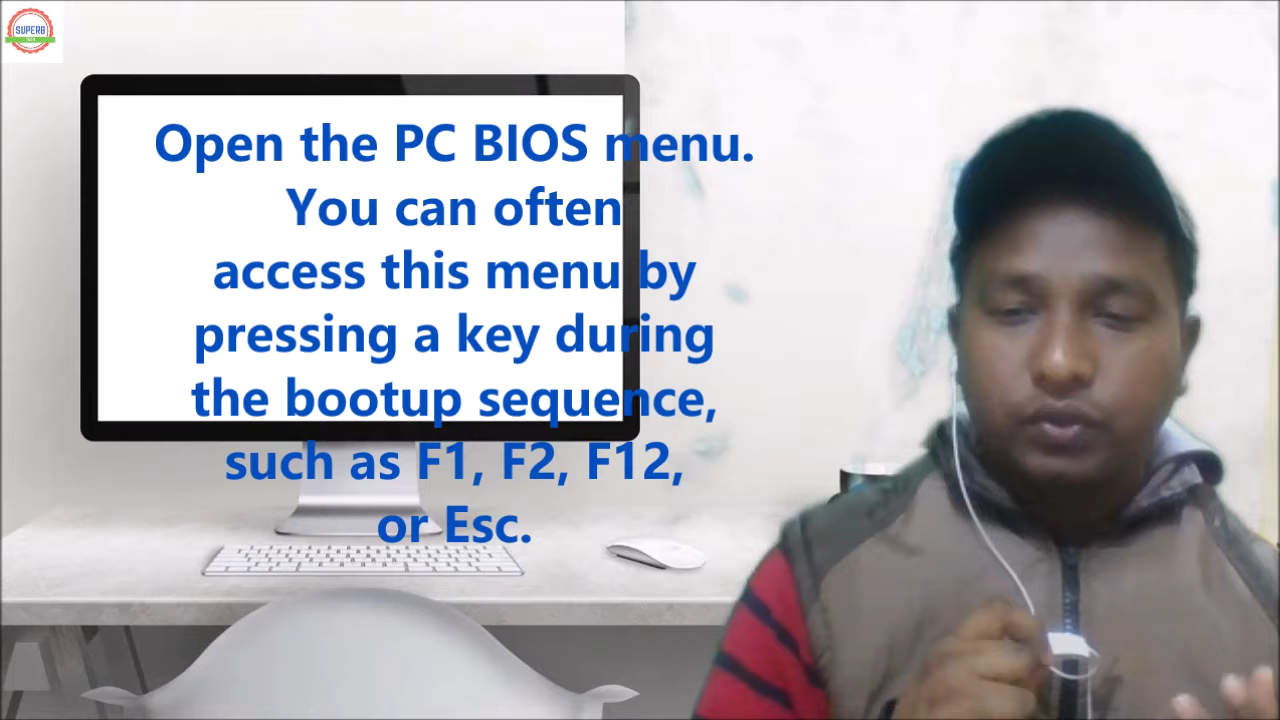 SUPERB
Open the PC BIOS menu.
You can often
access this menu by
pressing a key during
the bootup sequence,
such as F1, F2, F12,
or Esc.